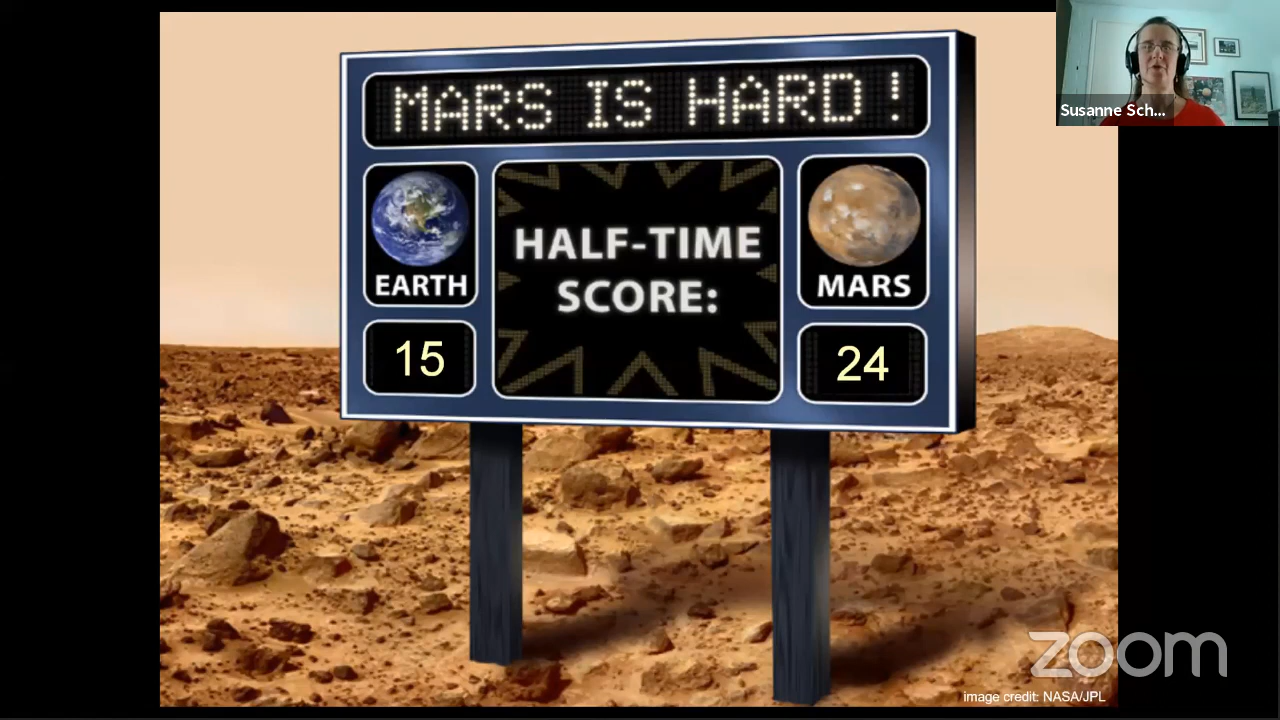 MARS IS HARD!
EARTH
HALF-TIME
SCORE:
MARS
15
24
Susanne Sch...
zoom
image credit: NASA/JPL